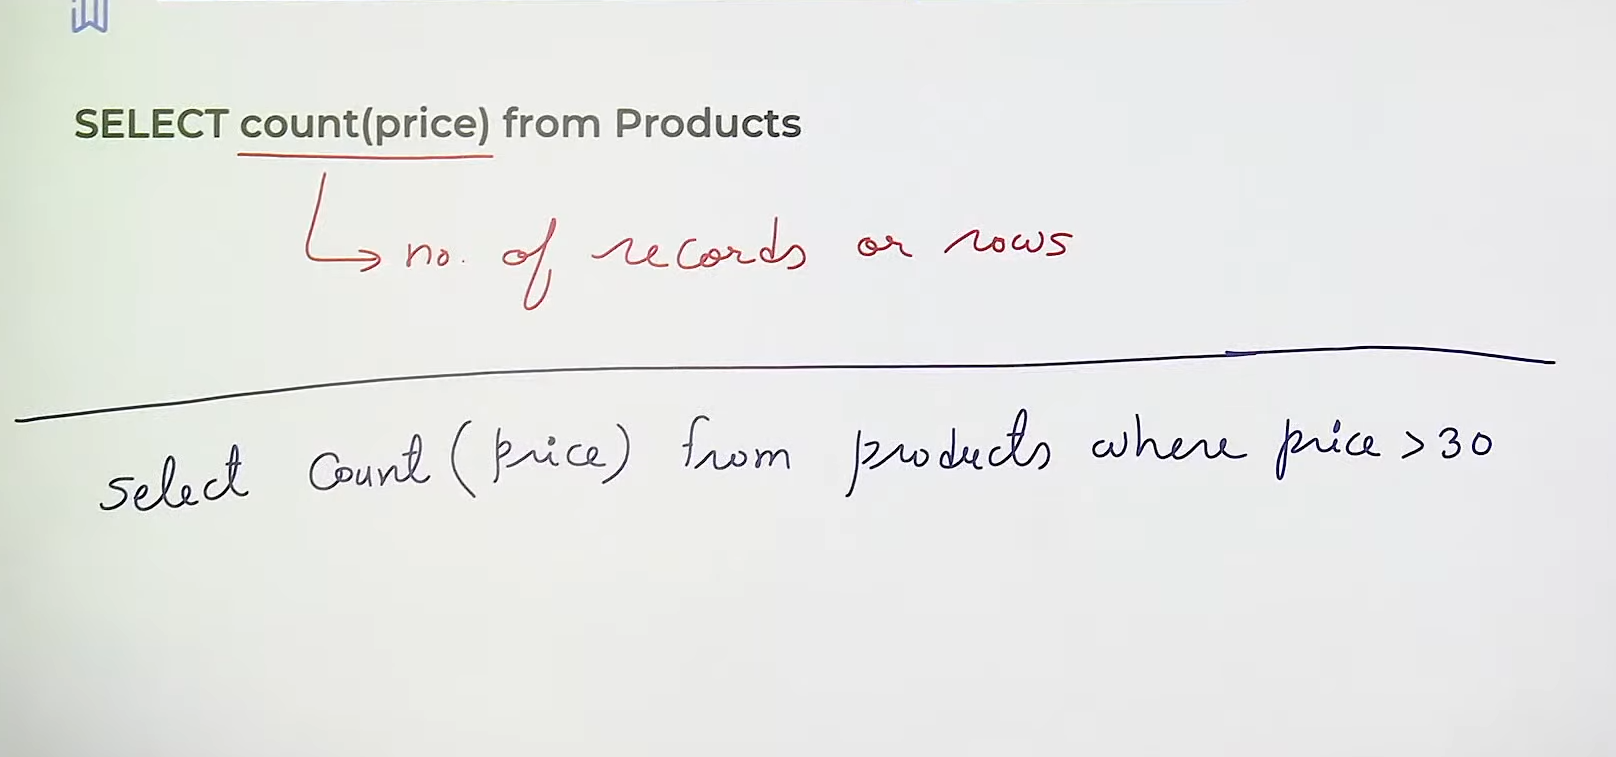 SELECT count(price) from Products
no. of records or rows
select Count (price) from products where price > 30